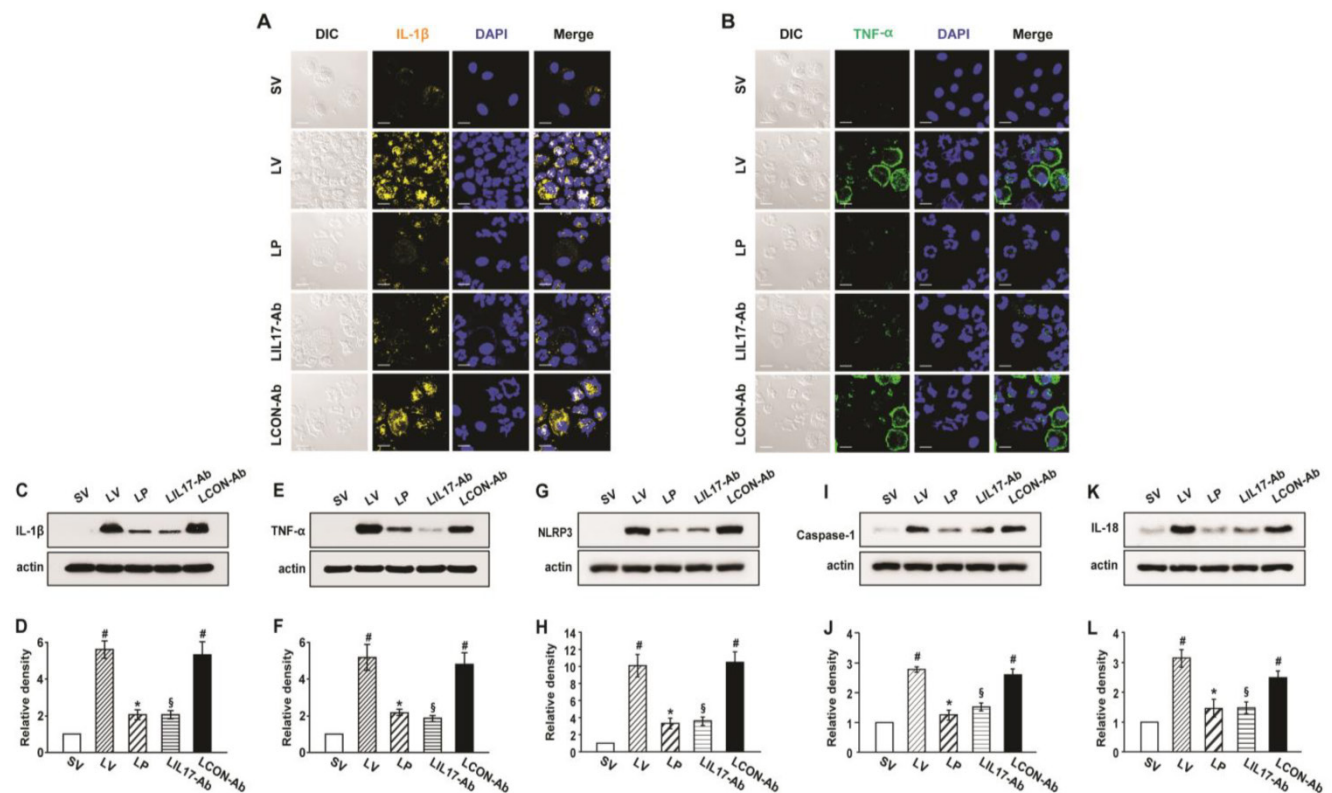 A
DIC IL-1β DAPI Merge
SV
LV
LP
LIL17-Ab
LCON-Ab
B
DIC TNF-α DAPI Merge
SV
LV
LP
LIL17-Ab
LCON-Ab
C
SV LV LP LIL17-Ab LCON-Ab
IL-1β
actin
E
SV LV LP LIL17-Ab LCON-Ab
TNF-α
actin
G
SV LV LP LIL17-Ab LCON-Ab
NLRP3
actin
I
SV LV LP LIL17-Ab LCON-Ab
Caspase-1
actin
K
SV LV LP LIL17-Ab LCON-Ab
IL-18
actin
D
Relative density
6
4
2
0
# * § #
SV LV LP LIL17-Ab LCON-Ab
F
Relative density
6
4
2
0
# * § #
SV LV LP LIL17-Ab LCON-Ab
H
Relative density
14
12
10
8
6
4
2
0
# * § #
SV LV LP LIL17-Ab LCON-Ab
J
Relative density
4
3
2
1
0
# * § #
SV LV LP LIL17-Ab LCON-Ab
L
Relative density
4
3
2
1
0
# * § #
SV LV LP LIL17-Ab LCON-Ab